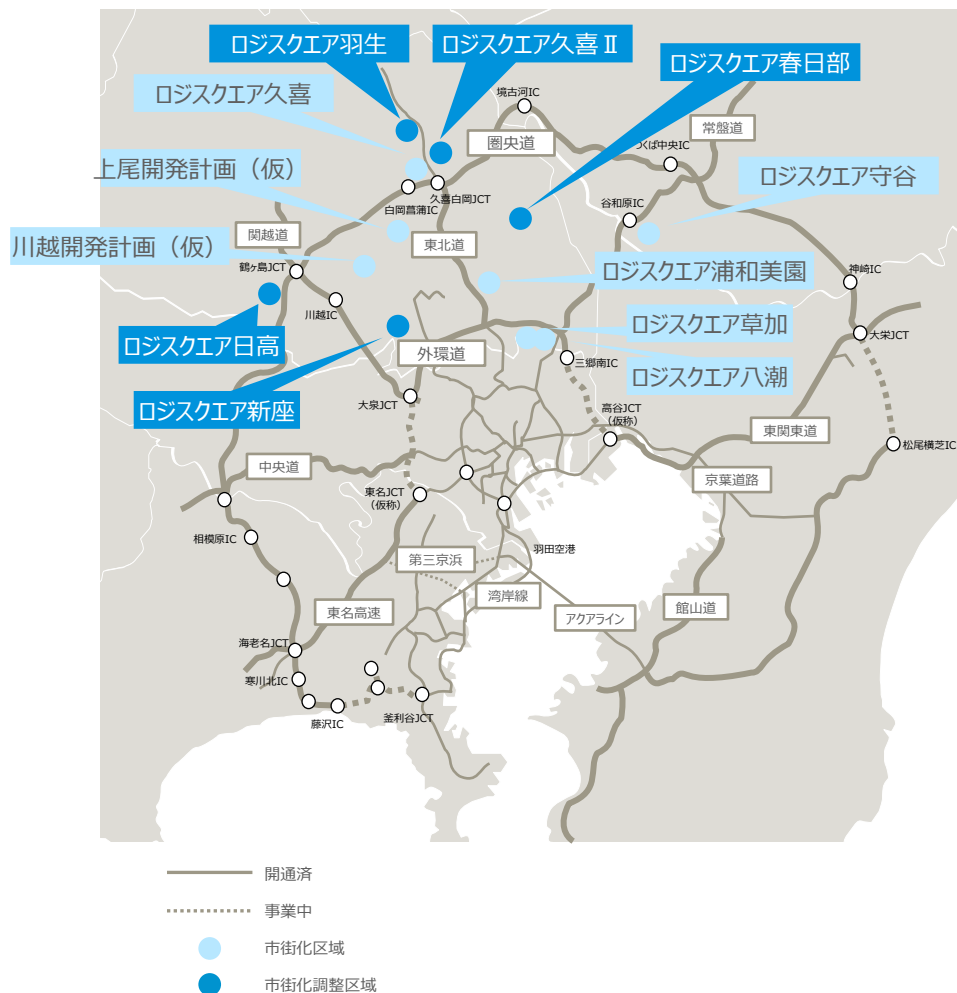 ロジスクエア羽生
ロジスクエア久喜Ⅱ
ロジスクエア春日部
ロジスクエア久喜
境古河IC
常盤道
圏央道
つくば中央IC
上尾開発計画（仮）
ロジスクエア守谷
久喜白岡JCT
白岡菖蒲IC
谷和原IC
関越道
東北道
川越開発計画（仮）
鶴ヶ島JCT
ロジスクエア浦和美園
神崎IC
川越IC
ロジスクエア草加
大栄JCT
ロジスクエア日高
外環道
三郷南IC
ロジスクエア八潮
ロジスクエア新座
大泉JCT
高谷JCT
（仮称）
東関東道
松尾横芝IC
中央道
京葉道路
東名JCT
（仮称）
相模原IC
羽田空港
第三京浜
湾岸線
東名高速
アクアライン
館山道
海老名JCT
寒川北IC
藤沢IC
釜利谷JCT
開通済
事業中
市街化区域
市街化調整区域